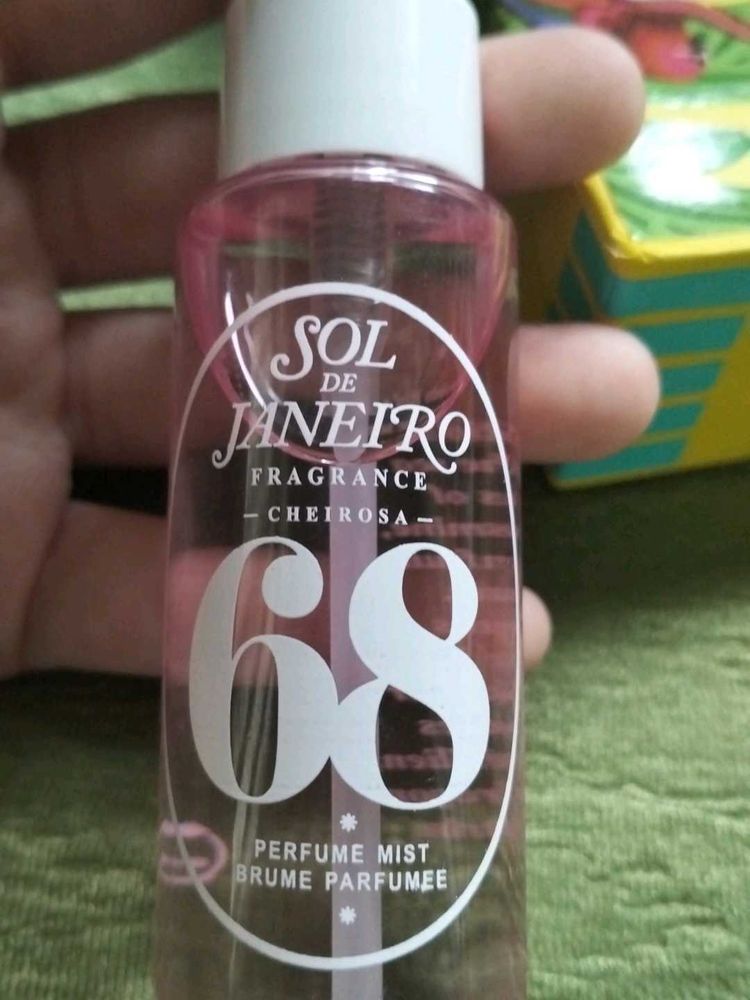 SOL
DE
JANEIRO
FRAGRANCE
– CHEIROSA –
68
PERFUME MIST
BRUME PARFUMEE